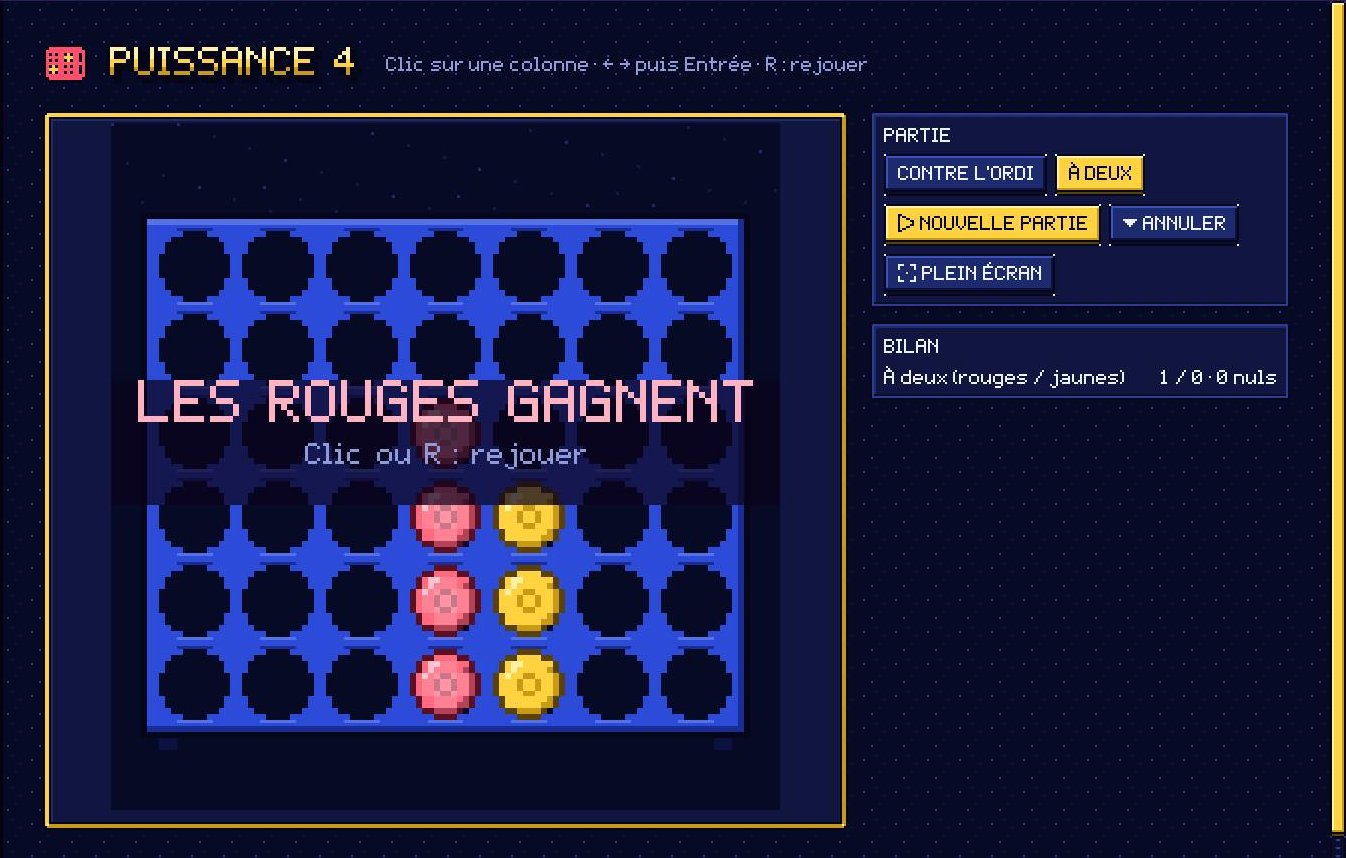 PUISSANCE 4
Clic sur une colonne · ← → puis Entrée · R : rejouer
PARTIE
CONTRE L'ORDI
À DEUX
NOUVELLE PARTIE
ANNULER
PLEIN ÉCRAN
BILAN
À deux (rouges / jaunes) 1 / 0 · 0 nuls
LES ROUGES GAGNENT
Clic ou R : rejouer